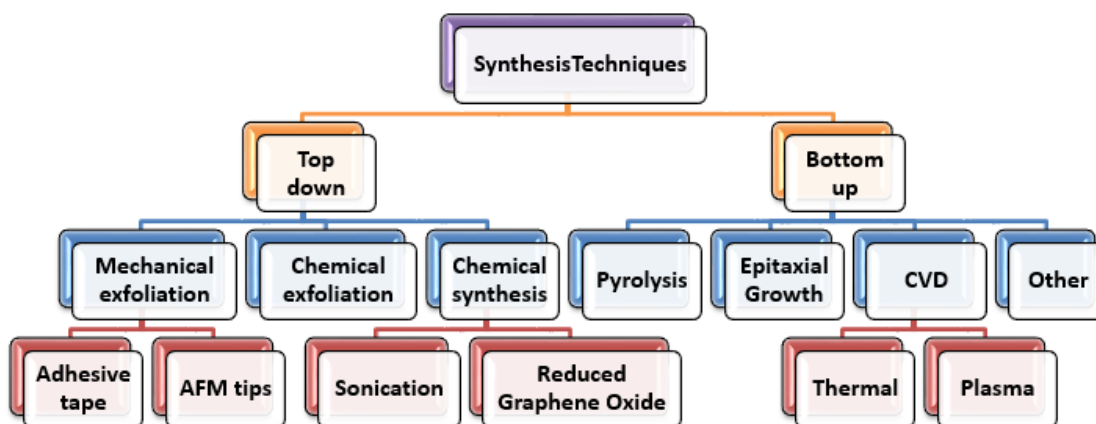 SynthesisTechniques
Top
down
Bottom
up
Mechanical
exfoliation
Chemical
exfoliation
Chemical
synthesis
Pyrolysis
Epitaxial
Growth
CVD
Other
Adhesive
tape
AFM tips
Sonication
Reduced
Graphene Oxide
Thermal
Plasma